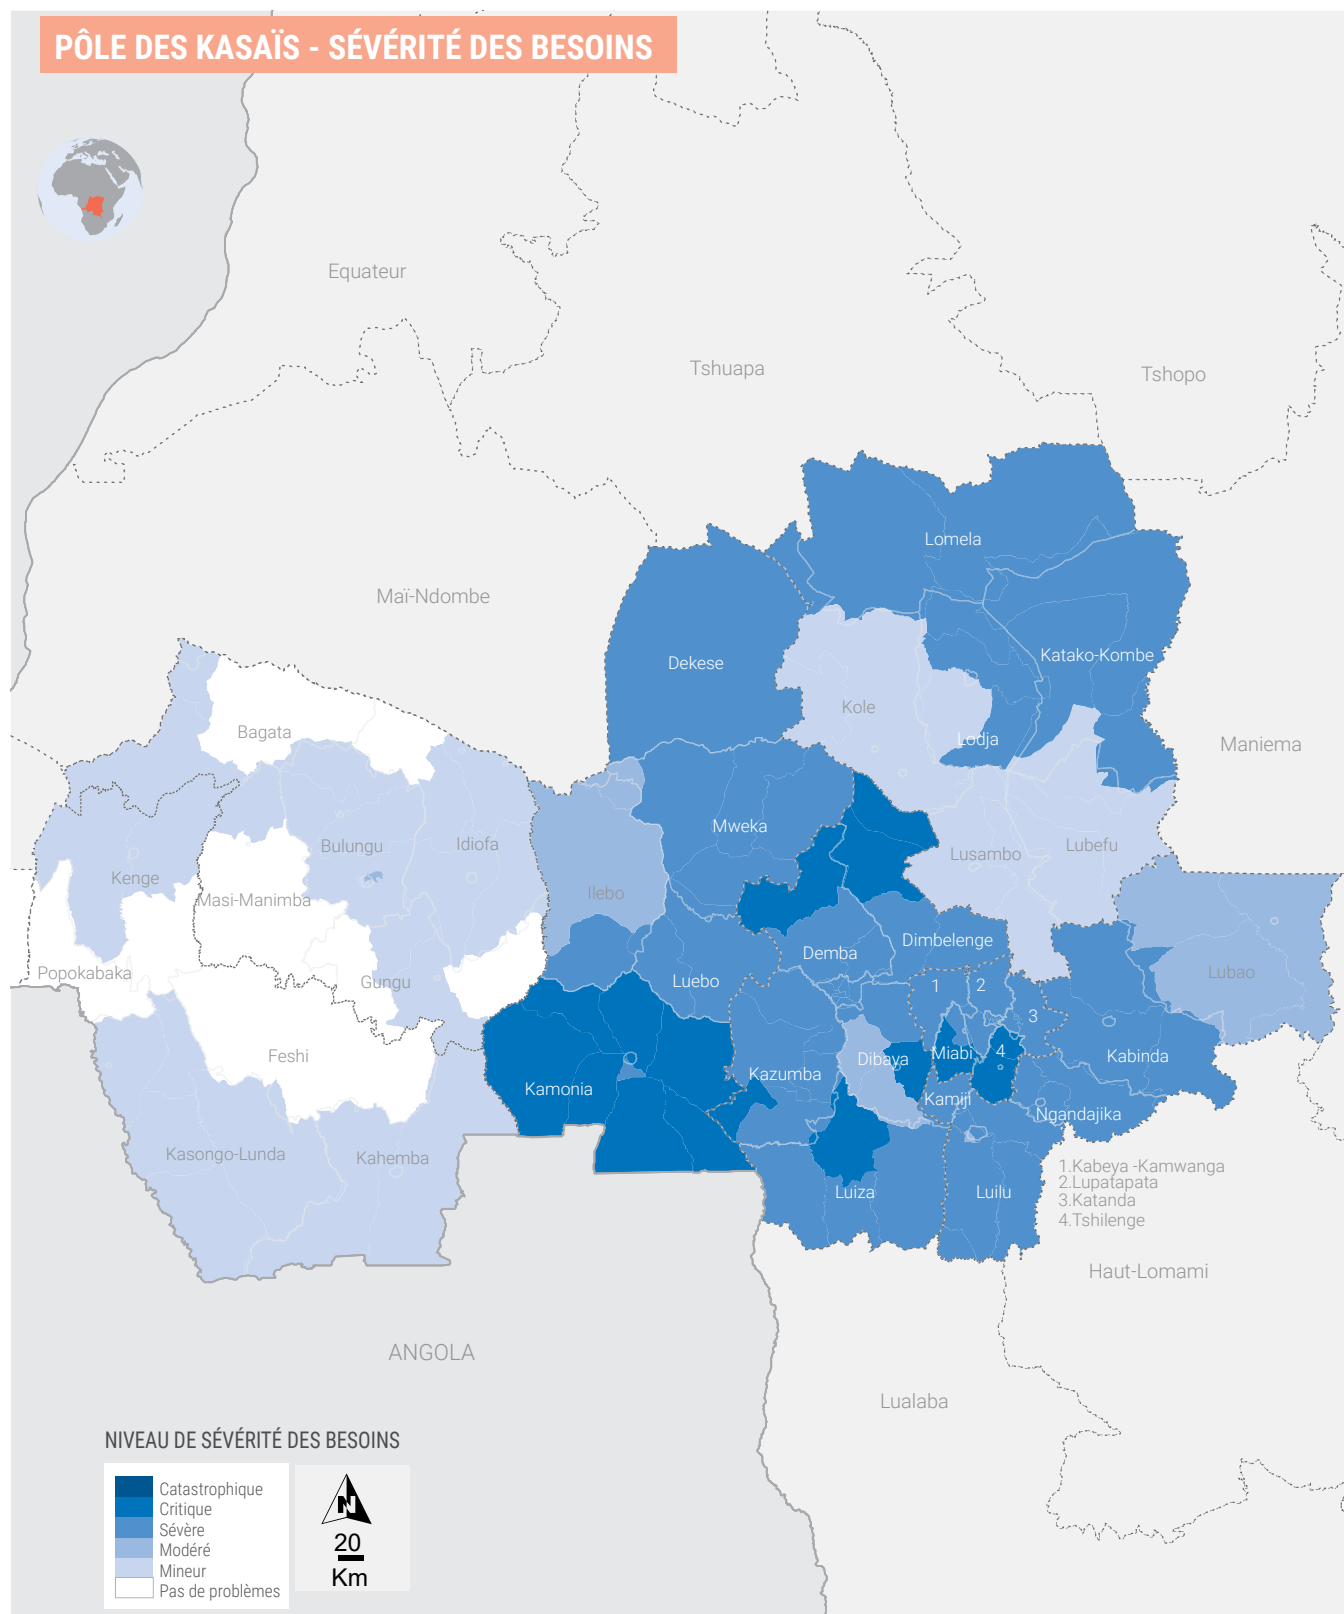 PÔLE DES KASAÏS - SÉVÉRITÉ DES BESOINS
Equateur
Tshuapa
Tshopo
Lomela
Maï-Ndombe
Katako-Kombe
Dekese
Kole
Bagata
Lodja
Maniema
Mweka
Bulungu
Idiofa
Lusambo
Lubefu
Kenge
Ilebo
Masi-Manimba
Demba
Dimbelenge
Popokabaka
Gungu
Luebo
Lubao
1
2
3
Feshi
Dibaya
Miabi
4
Kabinda
Kamonia
Kazumba
Kamiji
Ngandajika
Kasongo-Lunda
Kahemba
Luiza
Luilu
1.Kabeya -Kamwanga
2.Lupatapata
3.Katanda
4.Tshilenge
Haut-Lomami
ANGOLA
Lualaba
NIVEAU DE SÉVÉRITÉ DES BESOINS
Catastrophique
Critique
Sévère
Modéré
Mineur
Pas de problèmes
N
20
Km